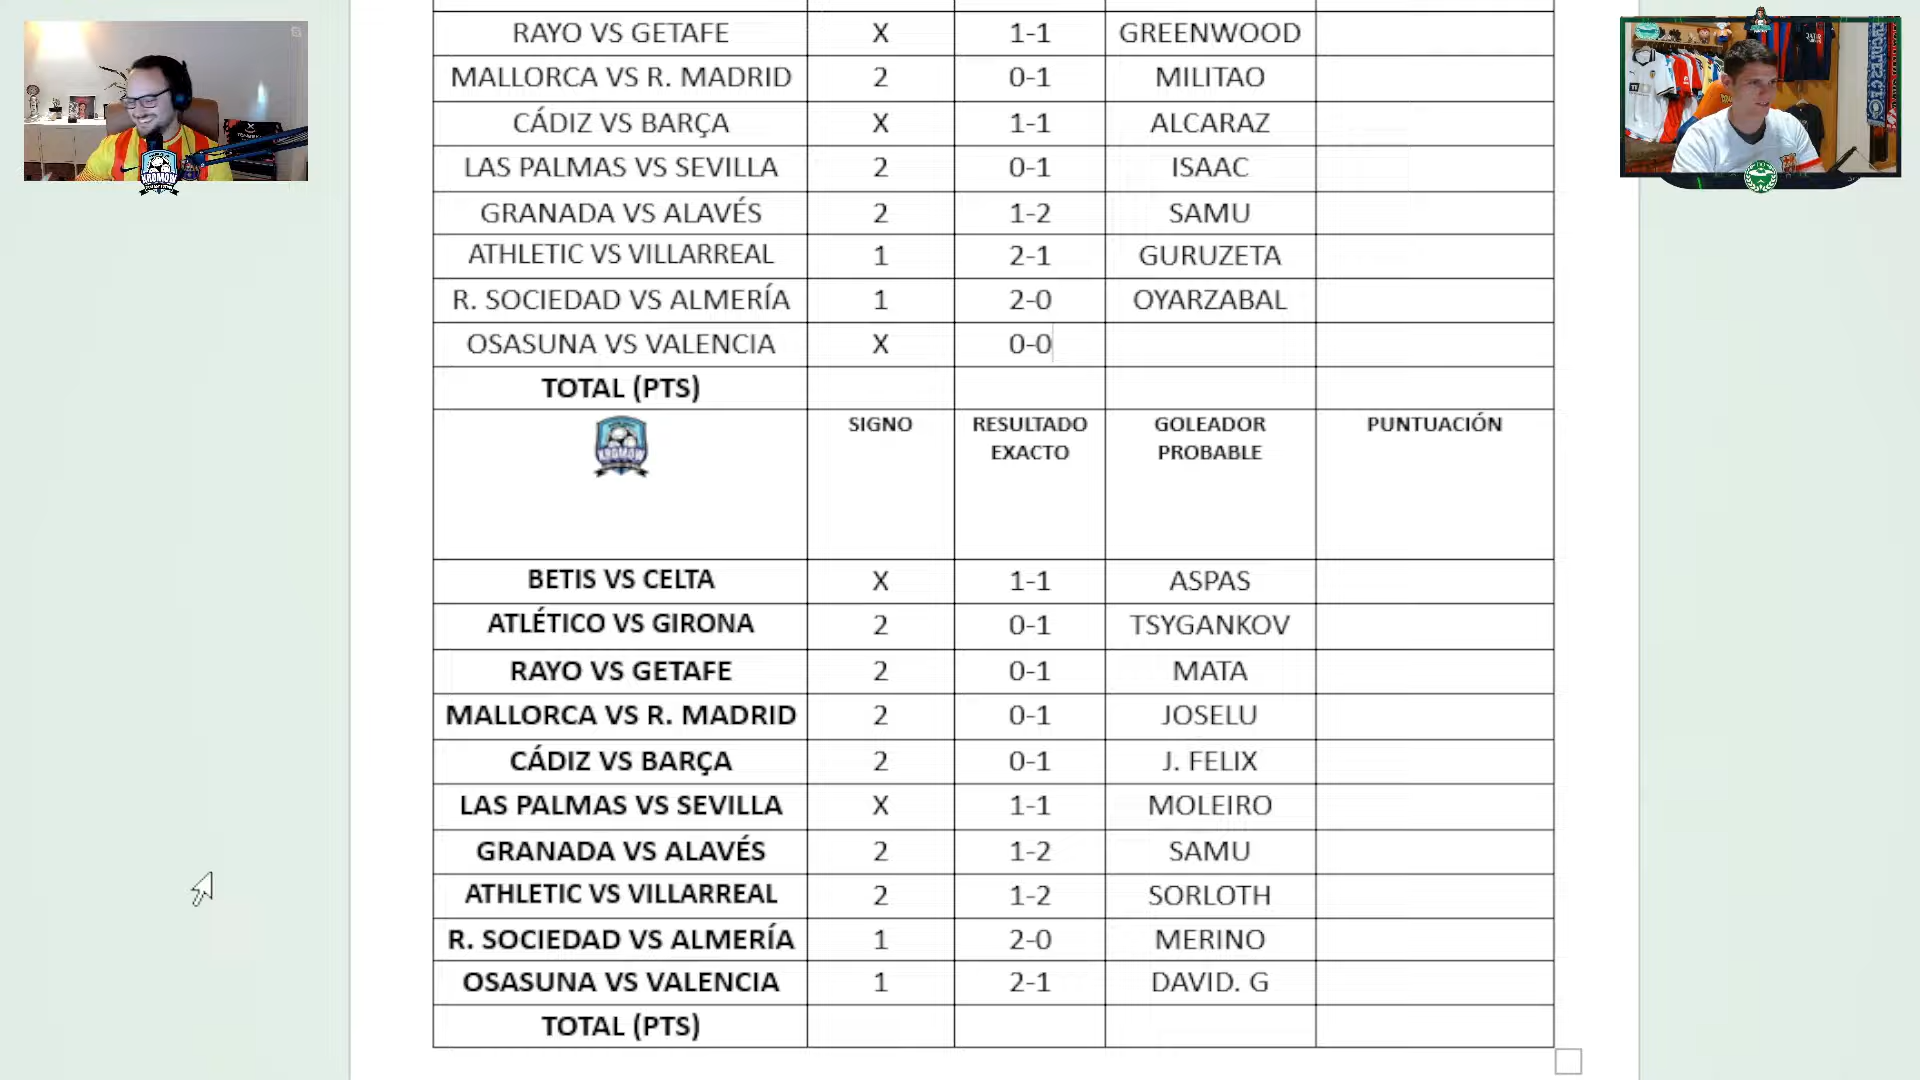 RAYO VS GETAFE X 1-1 GREENWOOD
MALLORCA VS R. MADRID 2 0-1 MILITAO
CÁDIZ VS BARÇA X 1-1 ALCARAZ
LAS PALMAS VS SEVILLA 2 0-1 ISAAC
GRANADA VS ALAVÉS 2 1-2 SAMU
ATHLETIC VS VILLARREAL 1 2-1 GURUZETA
R. SOCIEDAD VS ALMERÍA 1 2-0 OYARZABAL
OSASUNA VS VALENCIA X 0-0
TOTAL (PTS)
KROMOW
SIGNO RESULTADO EXACTO GOLEADOR PROBABLE PUNTUACIÓN
BETIS VS CELTA X 1-1 ASPAS
ATLÉTICO VS GIRONA 2 0-1 TSYGANKOV
RAYO VS GETAFE 2 0-1 MATA
MALLORCA VS R. MADRID 2 0-1 JOSELU
CÁDIZ VS BARÇA 2 0-1 J. FELIX
LAS PALMAS VS SEVILLA X 1-1 MOLEIRO
GRANADA VS ALAVÉS 2 1-2 SAMU
ATHLETIC VS VILLARREAL 2 1-2 SORLOTH
R. SOCIEDAD VS ALMERÍA 1 2-0 MERINO
OSASUNA VS VALENCIA 1 2-1 DAVID. G
TOTAL (PTS)
KROMOW